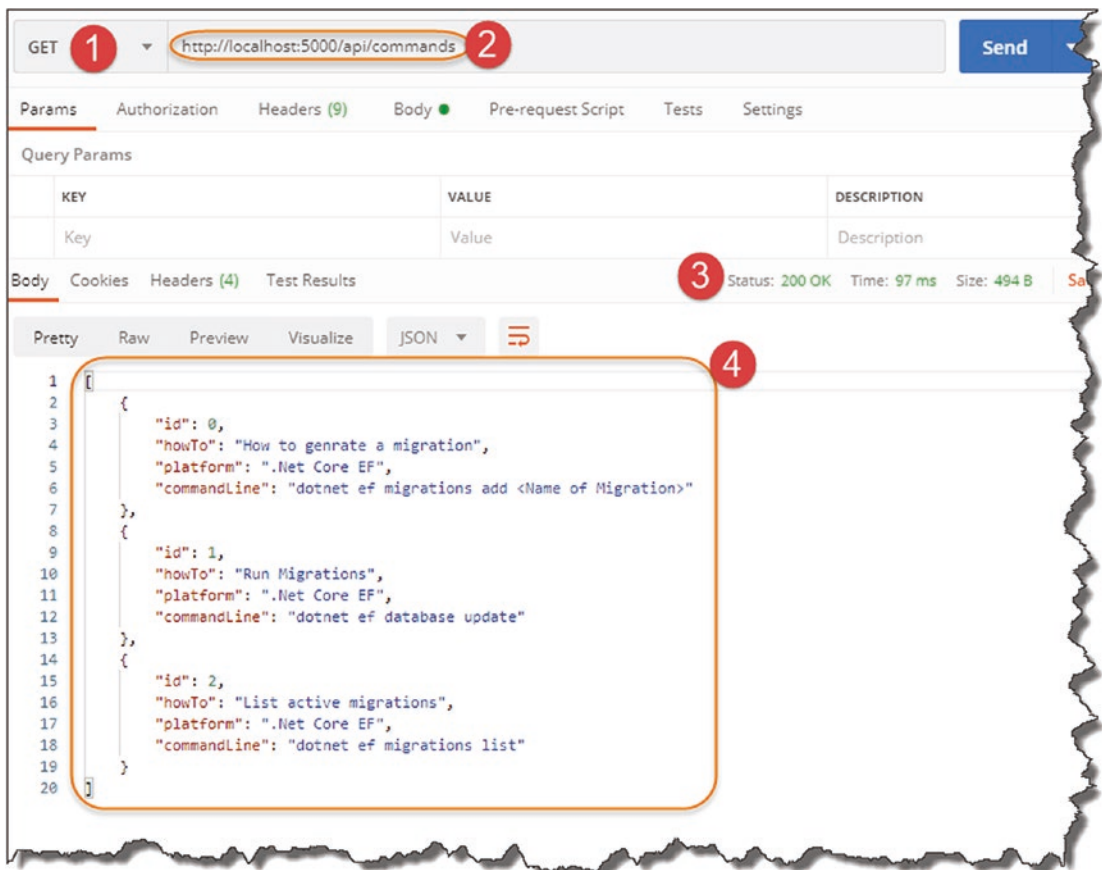 GET 1 http://localhost:5000/api/commands 2 Send
Params Authorization Headers (9) Body Pre-request Script Tests Settings
Query Params
KEY VALUE DESCRIPTION
Key Value Description
Body Cookies Headers (4) Test Results 3 Status: 200 OK Time: 97 ms Size: 494 B Sa
Pretty Raw Preview Visualize JSON
4
1 [
2 {
3 "id": 0,
4 "howTo": "How to genrate a migration",
5 "platform": ".Net Core EF",
6 "commandLine": "dotnet ef migrations add <Name of Migration>"
7 },
8 {
9 "id": 1,
10 "howTo": "Run Migrations",
11 "platform": ".Net Core EF",
12 "commandLine": "dotnet ef database update"
13 },
14 {
15 "id": 2,
16 "howTo": "List active migrations",
17 "platform": ".Net Core EF",
18 "commandLine": "dotnet ef migrations list"
19 }
20 ]